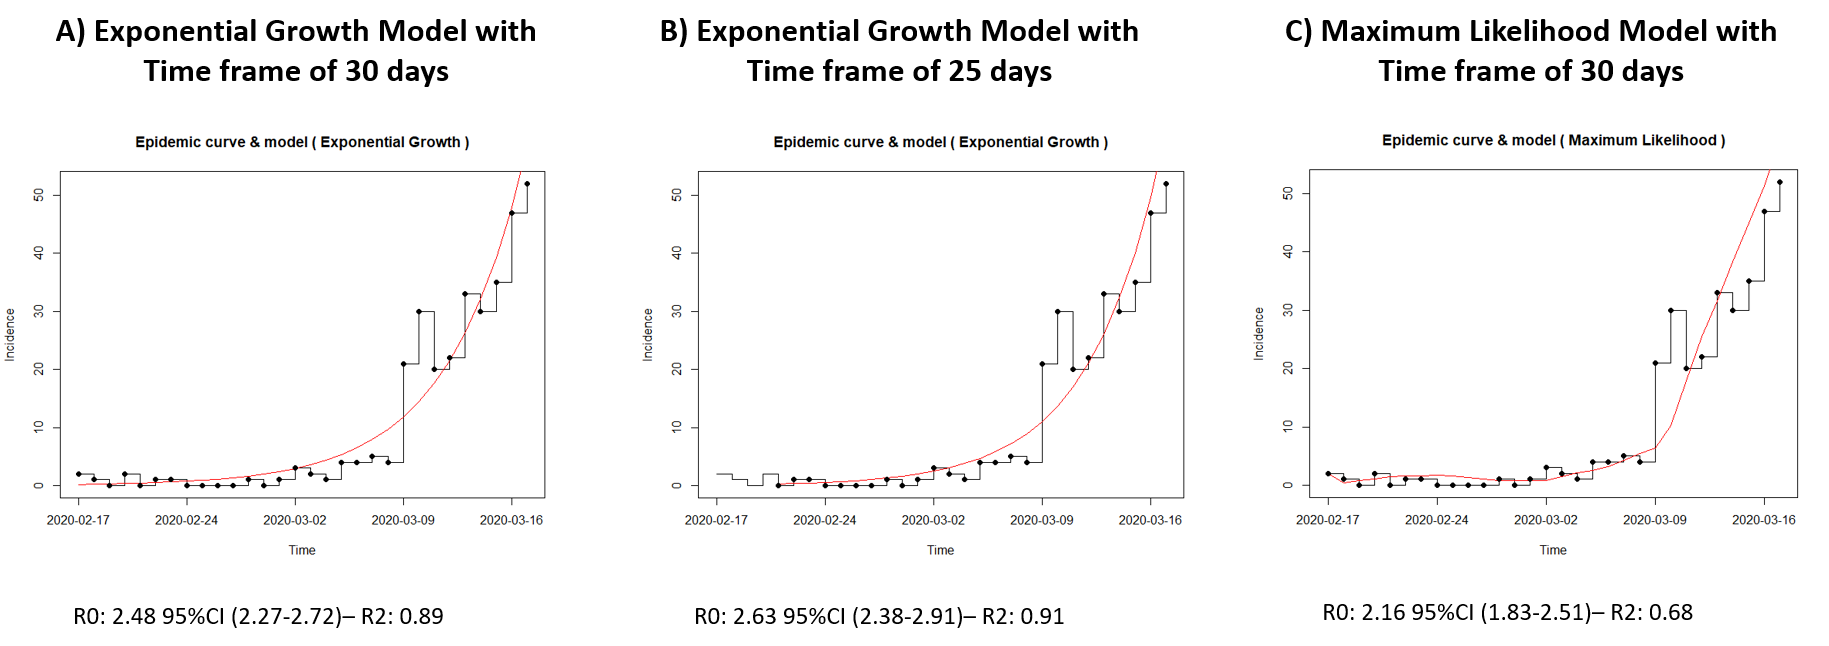 A) Exponential Growth Model with
Time frame of 30 days
Epidemic curve & model ( Exponential Growth )
Incidence
50
40
30
20
10
0
2020-02-17 2020-02-24 2020-03-02 2020-03-09 2020-03-16
Time
R0: 2.48 95%CI (2.27-2.72)– R2: 0.89
B) Exponential Growth Model with
Time frame of 25 days
Epidemic curve & model ( Exponential Growth )
Incidence
50
40
30
20
10
0
2020-02-17 2020-02-24 2020-03-02 2020-03-09 2020-03-16
Time
R0: 2.63 95%CI (2.38-2.91)– R2: 0.91
C) Maximum Likelihood Model with
Time frame of 30 days
Epidemic curve & model ( Maximum Likelihood )
Incidence
50
40
30
20
10
0
2020-02-17 2020-02-24 2020-03-02 2020-03-09 2020-03-16
Time
R0: 2.16 95%CI (1.83-2.51)– R2: 0.68